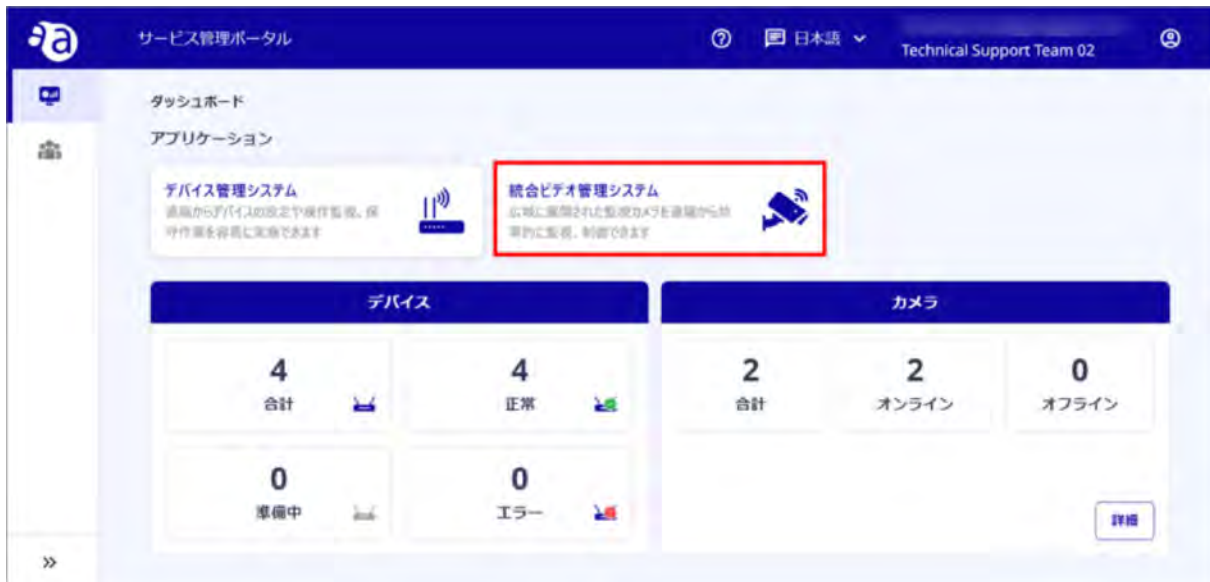 サービス管理ポータル
日本語
Technical Support Team 02
ダッシュボード
アプリケーション
デバイス管理システム
遠隔からデバイスの設定や操作監視、保
守作業を容易に実施できます
統合ビデオ管理システム
広域に展開された監視カメラを遠隔から効
率的に監視、制御できます
デバイス
カメラ
4
合計
4
正常
2
合計
2
オンライン
0
オフライン
0
準備中
0
エラー
詳細